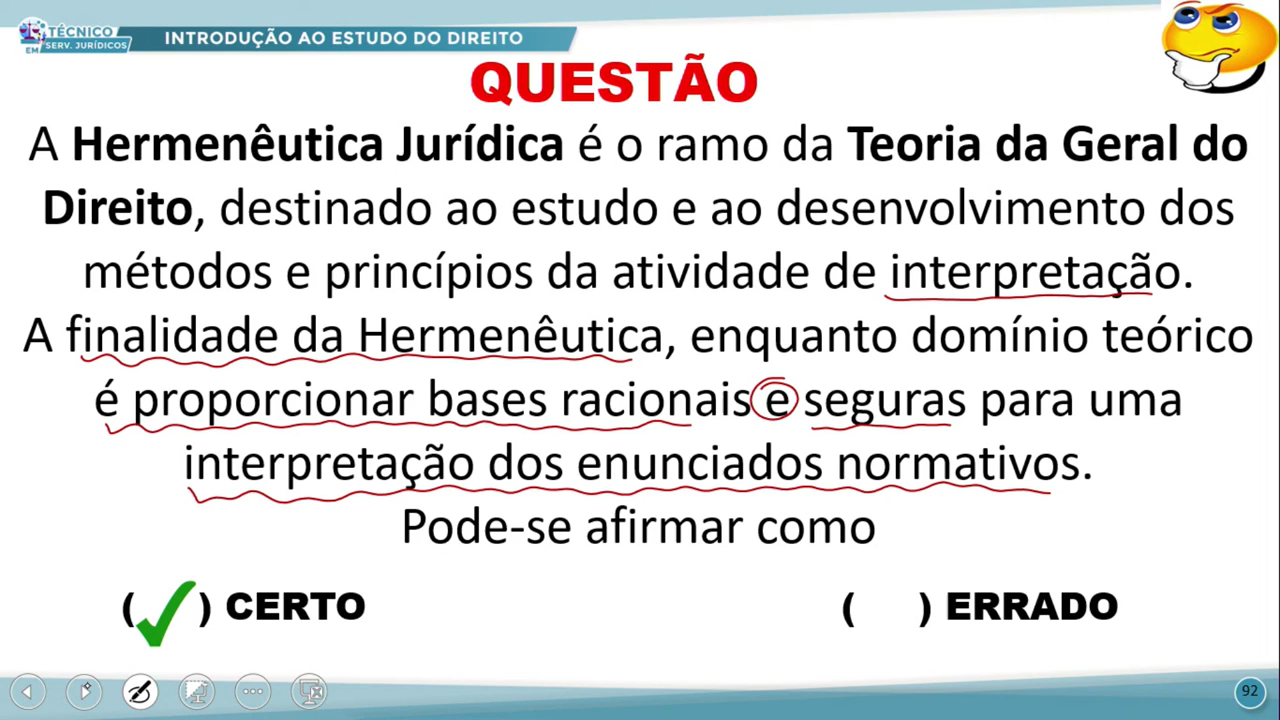 TÉCNICO
EM SERV. JURÍDICOS
INTRODUÇÃO AO ESTUDO DO DIREITO
QUESTÃO
A Hermenêutica Jurídica é o ramo da Teoria da Geral do
Direito, destinado ao estudo e ao desenvolvimento dos
métodos e princípios da atividade de interpretação.
A finalidade da Hermenêutica, enquanto domínio teórico
é proporcionar bases racionais e seguras para uma
interpretação dos enunciados normativos.
Pode-se afirmar como
( ✓ ) CERTO
( ) ERRADO
92